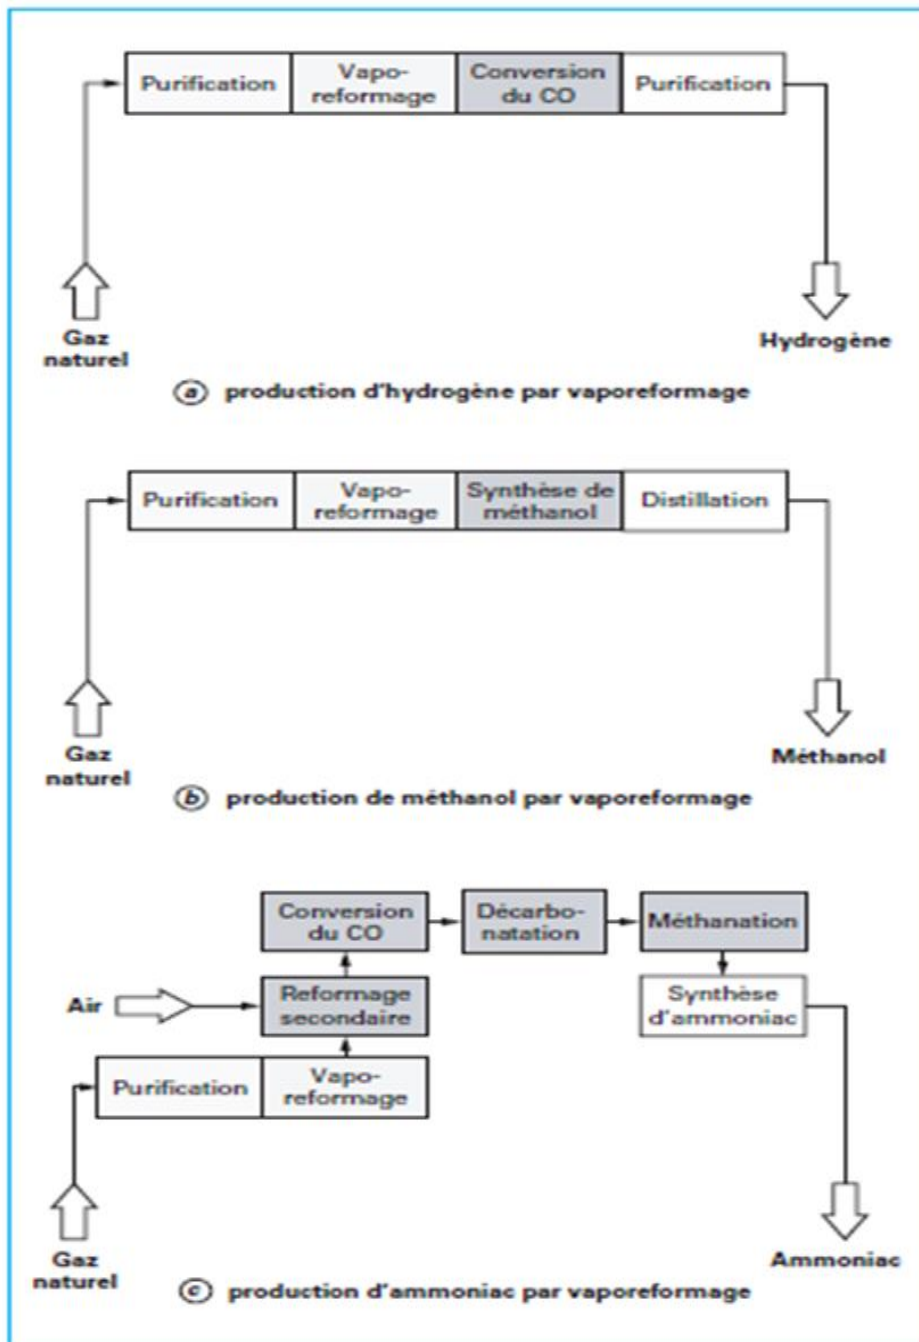 Purification
Vapo-
reformage
Conversion
du CO
Purification
Gaz
naturel
Hydrogène
a production d'hydrogène par vaporeformage
Purification
Vapo-
reformage
Synthèse de
méthanol
Distillation
Gaz
naturel
Méthanol
b production de méthanol par vaporeformage
Conversion
du CO
Décarbo-
natation
Méthanation
Air
Reformage
secondaire
Synthèse
d'ammoniac
Purification
Vapo-
reformage
Gaz
naturel
Ammoniac
c production d'ammoniac par vaporeformage